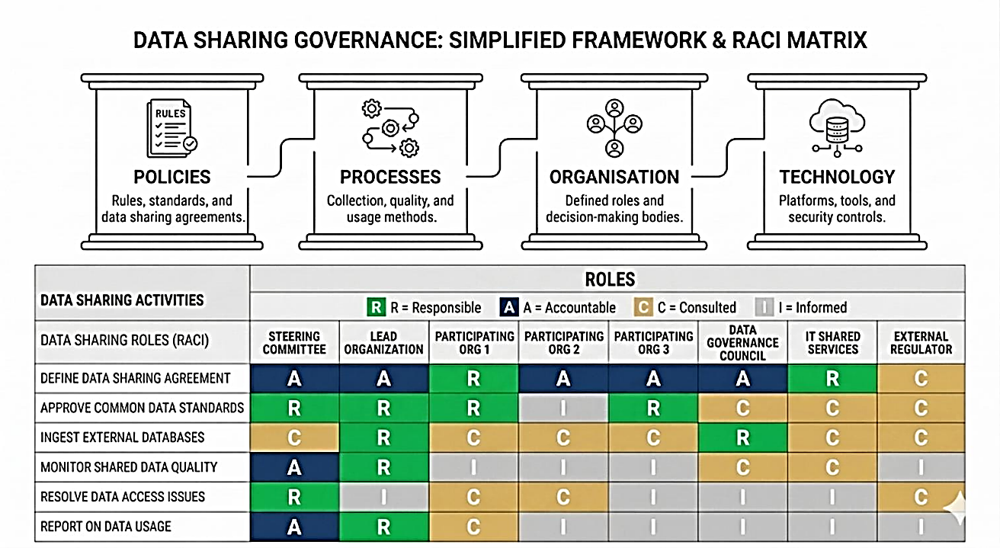 DATA SHARING GOVERNANCE: SIMPLIFIED FRAMEWORK & RACI MATRIX
RULES
POLICIES
Rules, standards, and
data sharing agreements.
PROCESSES
Collection, quality, and
usage methods.
ORGANISATION
Defined roles and
decision-making bodies.
TECHNOLOGY
Platforms, tools, and
security controls.
DATA SHARING ACTIVITIES
ROLES
R R = Responsible A A = Accountable C C = Consulted I I = Informed
DATA SHARING ROLES (RACI)
STEERING
COMMITTEE
LEAD
ORGANIZATION
PARTICIPATING
ORG 1
PARTICIPATING
ORG 2
PARTICIPATING
ORG 3
DATA
GOVERNANCE
COUNCIL
IT SHARED
SERVICES
EXTERNAL
REGULATOR
DEFINE DATA SHARING AGREEMENT A A R A A A R C
APPROVE COMMON DATA STANDARDS R R R I R C C C
INGEST EXTERNAL DATABASES C R C C C R C C
MONITOR SHARED DATA QUALITY A R I I I C C I
RESOLVE DATA ACCESS ISSUES R I C C I I I C
REPORT ON DATA USAGE A R C I I I I I